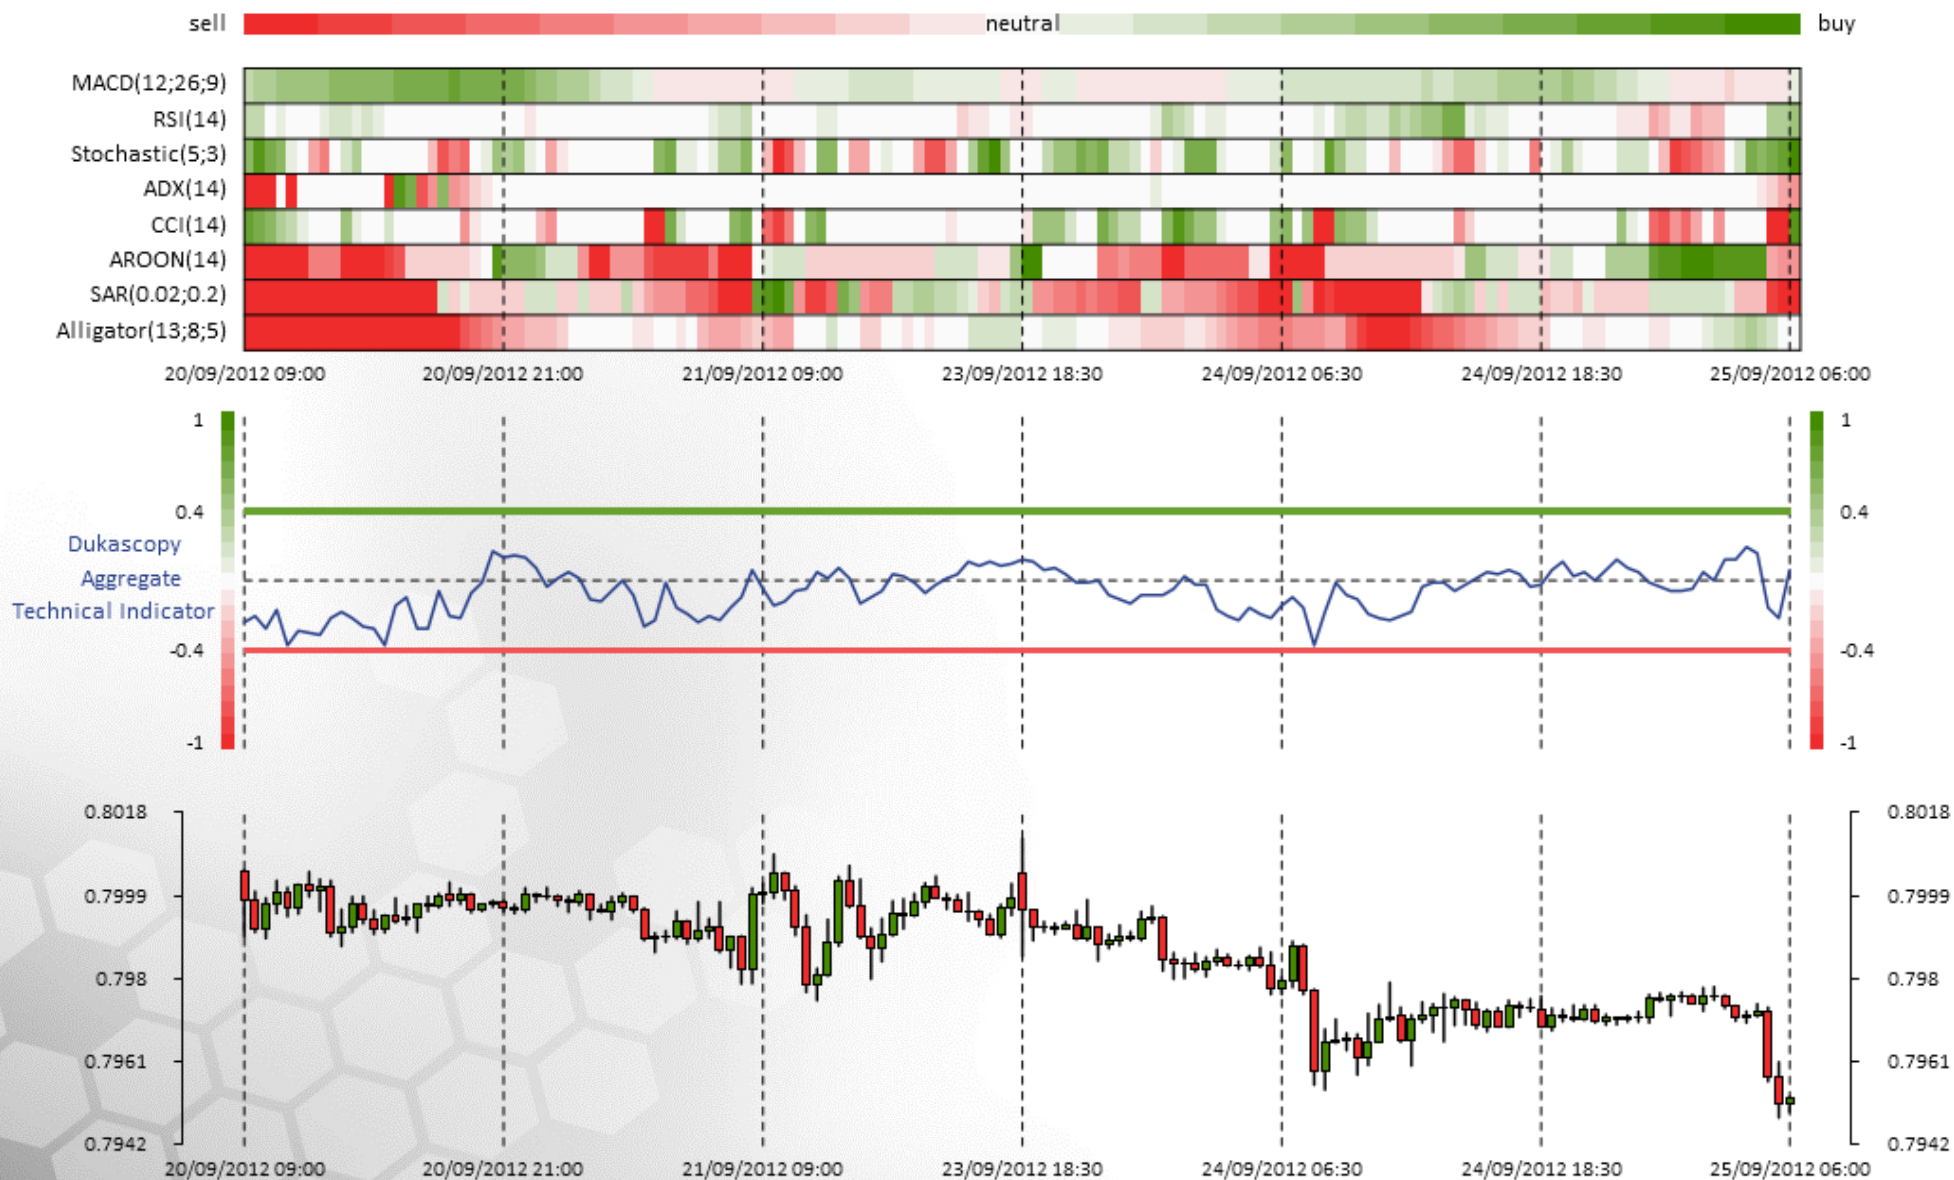 sell neutral buy
MACD(12;26;9)
RSI(14)
Stochastic(5;3)
ADX(14)
CCI(14)
AROON(14)
SAR(0.02;0.2)
Alligator(13;8;5)
20/09/2012 09:00 20/09/2012 21:00 21/09/2012 09:00 23/09/2012 18:30 24/09/2012 06:30 24/09/2012 18:30 25/09/2012 06:00
1 1
0.4 0.4
Dukascopy
Aggregate
Technical Indicator
-0.4 -0.4
-1 -1
0.8018 0.8018
0.7999 0.7999
0.798 0.798
0.7961 0.7961
0.7942 0.7942
20/09/2012 09:00 20/09/2012 21:00 21/09/2012 09:00 23/09/2012 18:30 24/09/2012 06:30 24/09/2012 18:30 25/09/2012 06:00